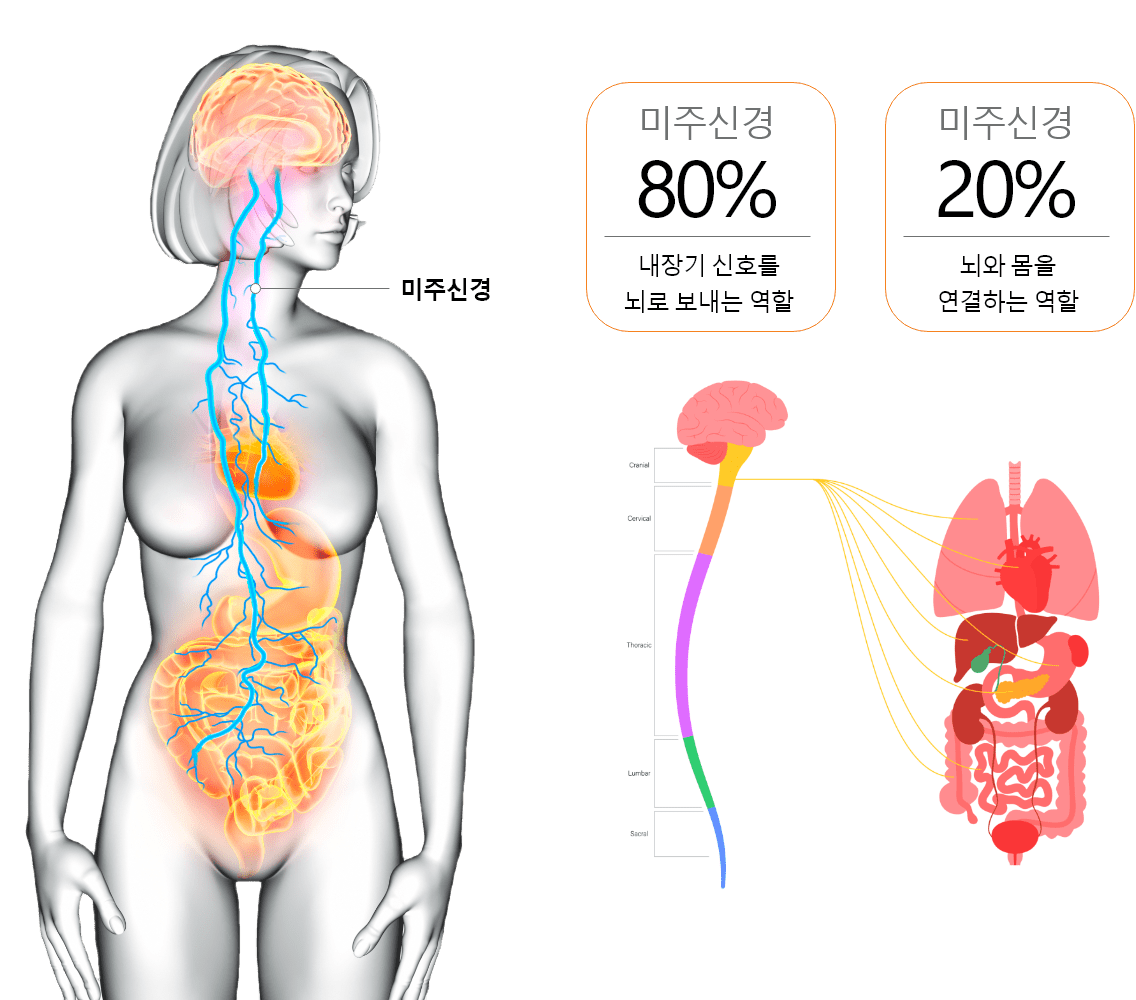 미주신경
80%
내장기 신호를
뇌로 보내는 역할
미주신경
20%
뇌와 몸을
연결하는 역할
미주신경
Cranial
Cervical
Thoracic
Lumbar
Sacral